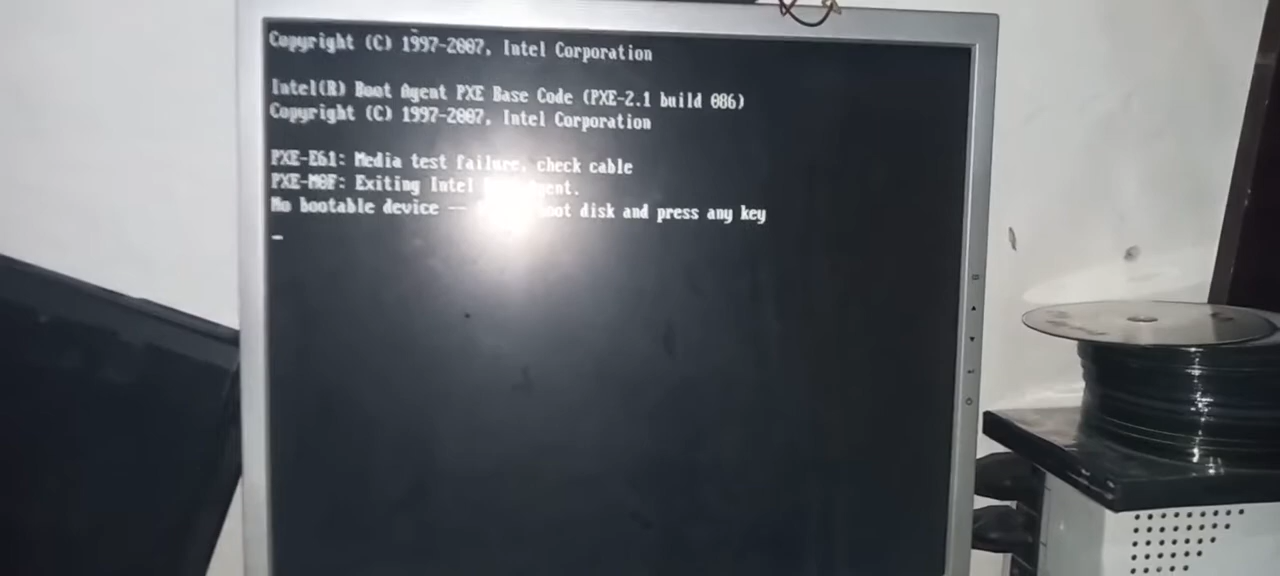 Copyright (C) 1997-2007, Intel Corporation
Intel(R) Boot Agent PXE Base Code (PXE-2.1 build 086)
Copyright (C) 1997-2007, Intel Corporation
PXE-E61: Media test failure, check cable
PXE-M0F: Exiting Intel
No bootable device -- disk and press any key